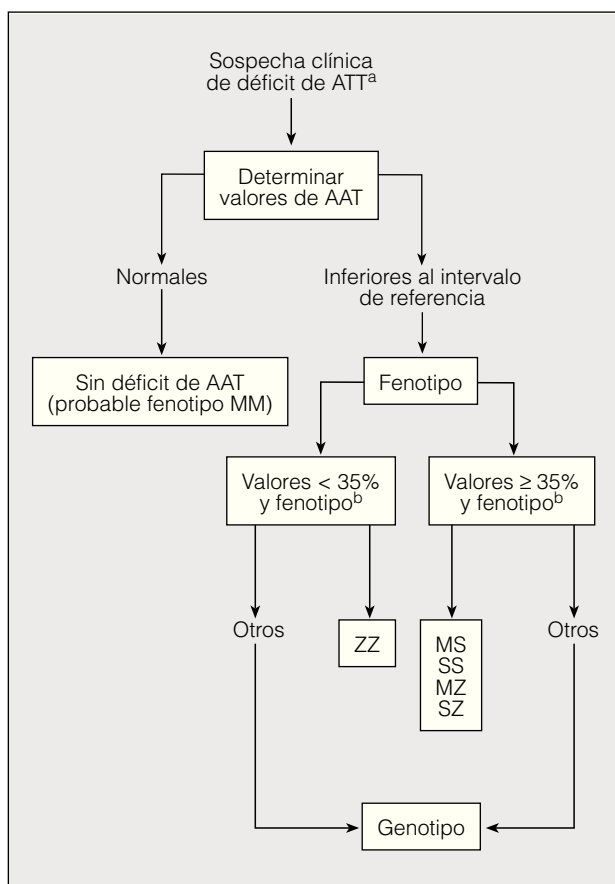 Sospecha clínica
de déficit de ATTᵃ
Determinar
valores de AAT
Normales
Inferiores al intervalo
de referencia
Sin déficit de AAT
(probable fenotipo MM)
Fenotipo
Valores < 35%
y fenotipoᵇ
Valores ≥ 35%
y fenotipoᵇ
Otros
ZZ
MS
SS
MZ
SZ
Otros
Genotipo